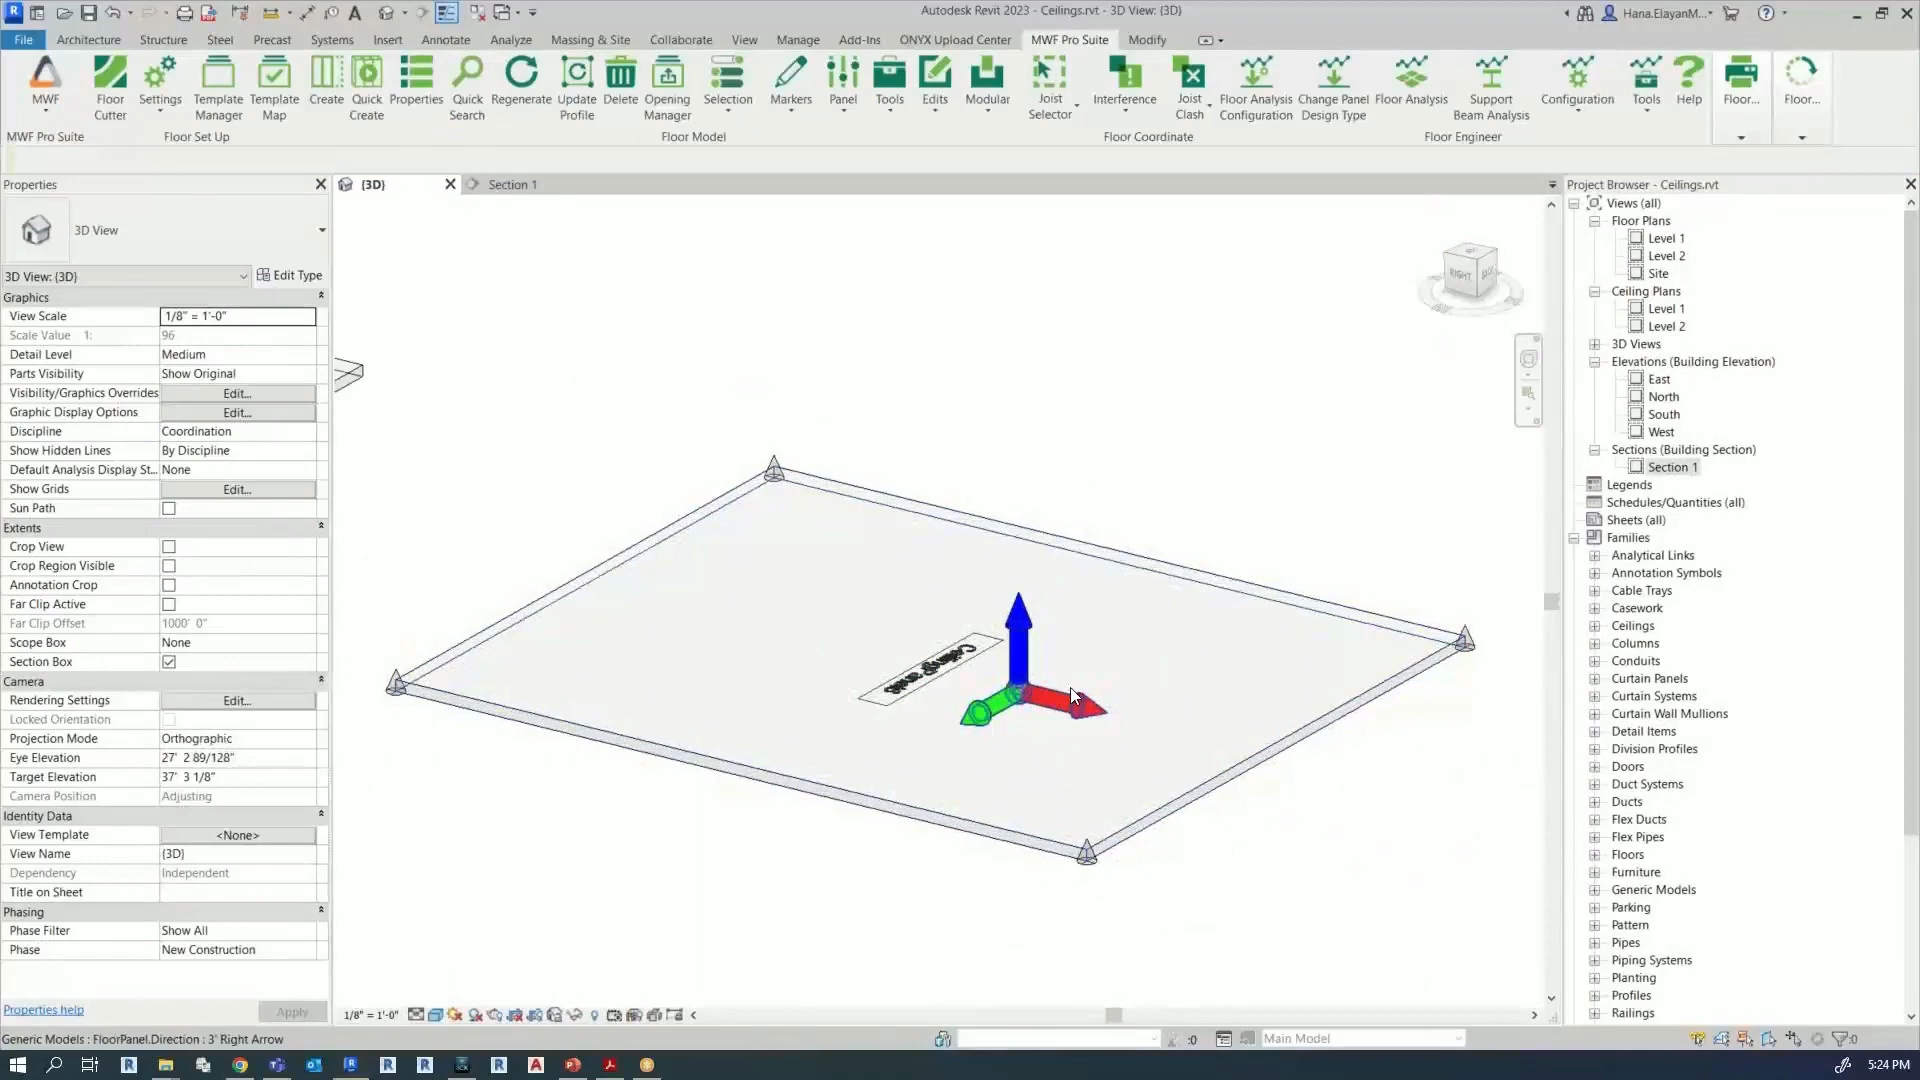 Autodesk Revit 2023 - Ceilings.rvt - 3D View: {3D}
Hana.ElayanM...
File Architecture Structure Steel Precast Systems Insert Annotate Analyze Massing & Site Collaborate View Manage Add-Ins ONYX Upload Center MWF Pro Suite Modify
MWF
Floor Cutter
Settings
Template Manager
Template Map
Create
Quick Create
Properties
Quick Search
Regenerate
Update Profile
Delete
Opening Manager
Selection
Markers
Panel
Tools
Edits
Modular
Joist Selector
Interference
Joist Clash
Floor Analysis Configuration
Change Panel Design Type
Floor Analysis
Support Beam Analysis
Configuration
Tools
Help
Floor...
Floor...
MWF Pro Suite
Floor Set Up
Floor Model
Floor Coordinate
Floor Engineer
Properties
3D View
3D View: {3D}
Edit Type
Graphics
View Scale 1/8" = 1'-0"
Scale Value 1: 96
Detail Level Medium
Parts Visibility Show Original
Visibility/Graphics Overrides Edit...
Graphic Display Options Edit...
Discipline Coordination
Show Hidden Lines By Discipline
Default Analysis Display St... None
Show Grids Edit...
Sun Path
Extents
Crop View
Crop Region Visible
Annotation Crop
Far Clip Active
Far Clip Offset 1000' 0"
Scope Box None
Section Box
Camera
Rendering Settings Edit...
Locked Orientation
Projection Mode Orthographic
Eye Elevation 27' 2 89/128"
Target Elevation 37' 3 1/8"
Camera Position Adjusting
Identity Data
View Template <None>
View Name {3D}
Dependency Independent
Title on Sheet
Phasing
Phase Filter Show All
Phase New Construction
Properties help
Apply
{3D}
Section 1
RIGHT
1/8" = 1'-0"
Project Browser - Ceilings.rvt
Views (all)
Floor Plans
Level 1
Level 2
Site
Ceiling Plans
Level 1
Level 2
3D Views
Elevations (Building Elevation)
East
North
South
West
Sections (Building Section)
Section 1
Legends
Schedules/Quantities (all)
Sheets (all)
Families
Analytical Links
Annotation Symbols
Cable Trays
Casework
Ceilings
Columns
Conduits
Curtain Panels
Curtain Systems
Curtain Wall Mullions
Detail Items
Division Profiles
Doors
Duct Systems
Ducts
Flex Ducts
Flex Pipes
Floors
Furniture
Generic Models
Parking
Pattern
Pipes
Piping Systems
Planting
Profiles
Railings
Generic Models : FloorPanel.Direction : 3' Right Arrow
:0
Main Model
:0
5:24 PM